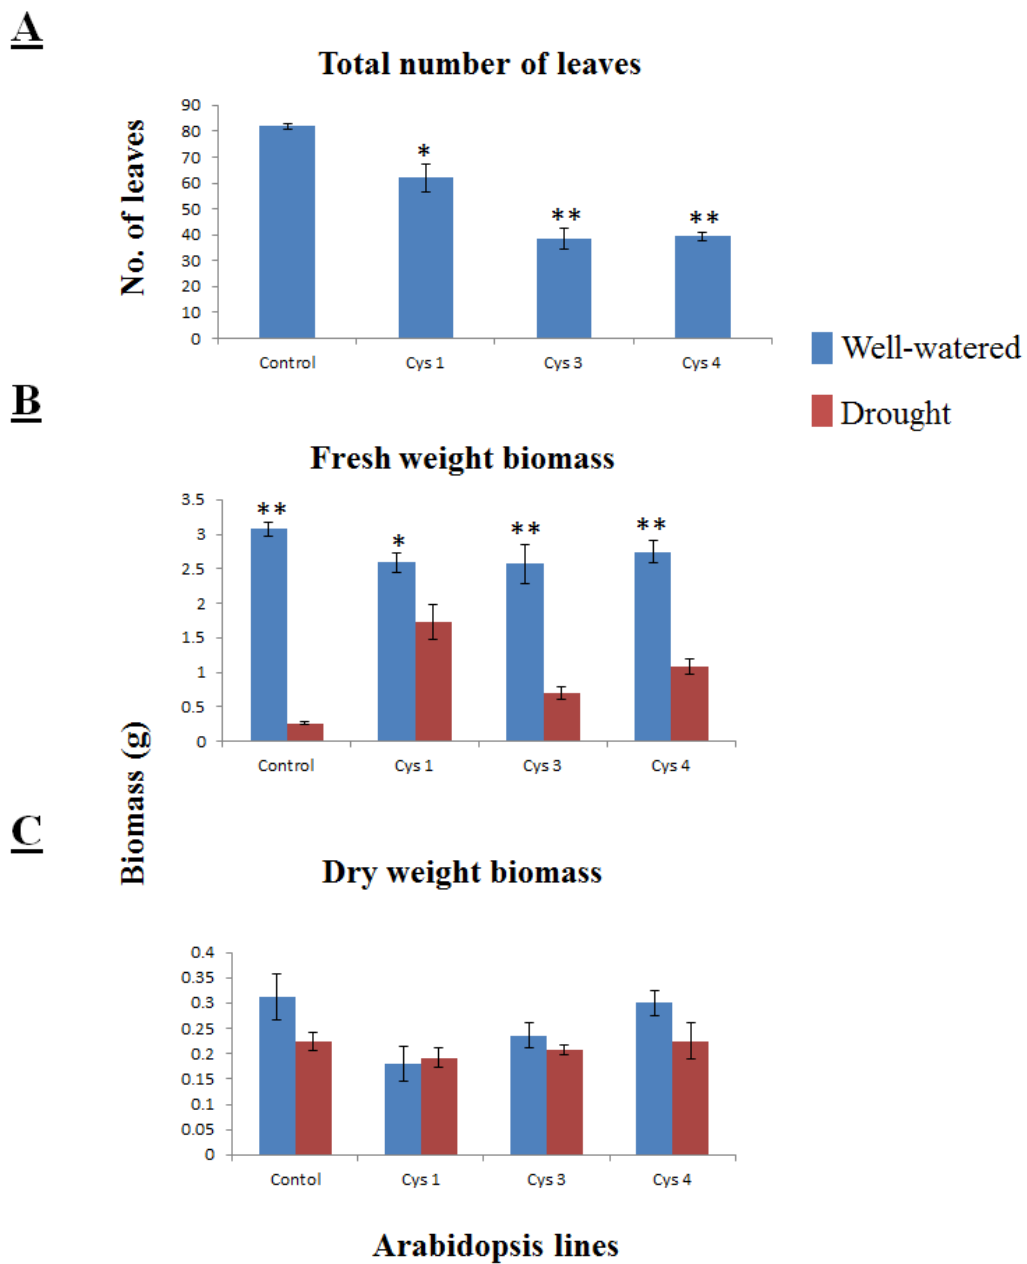 A
Total number of leaves
No. of leaves
90
80
70
60
50
40
30
20
10
0
*
**
**
Control
Cys 1
Cys 3
Cys 4
Well-watered
Drought
B
Fresh weight biomass
3.5
3
2.5
2
1.5
1
0.5
0
**
*
**
**
Control
Cys 1
Cys 3
Cys 4
Biomass (g)
C
Dry weight biomass
0.4
0.35
0.3
0.25
0.2
0.15
0.1
0.05
0
Contol
Cys 1
Cys 3
Cys 4
Arabidopsis lines